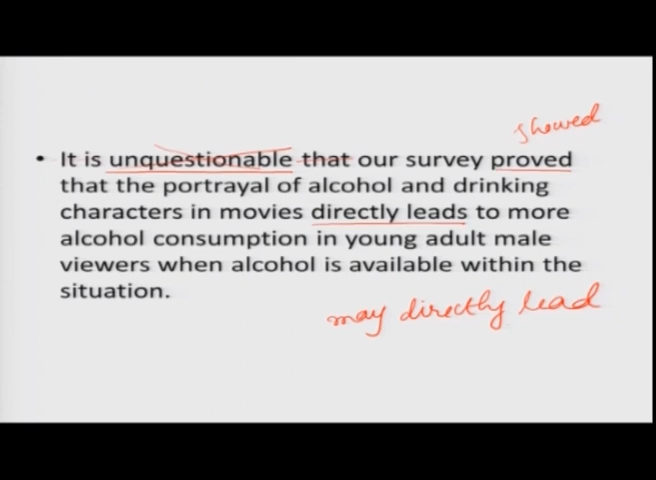 showed
• It is unquestionable that our survey proved
that the portrayal of alcohol and drinking
characters in movies directly leads to more
alcohol consumption in young adult male
viewers when alcohol is available within the
situation.
may directly lead